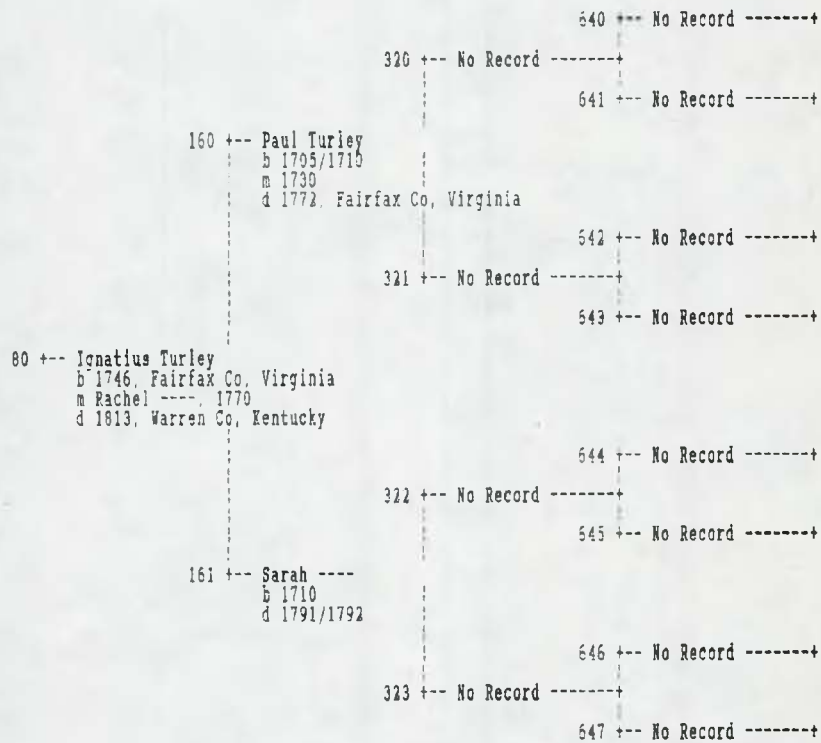 640 +-- No Record -------+
320 +-- No Record -------+
641 +-- No Record -------+
160 +-- Paul Turley
b 1705/1710
m 1730
d 1772, Fairfax Co, Virginia
642 +-- No Record -------+
321 +-- No Record -------+
643 +-- No Record -------+
80 +-- Ignatius Turley
b 1746, Fairfax Co, Virginia
m Rachel ----, 1770
d 1813, Warren Co, Kentucky
644 +-- No Record -------+
322 +-- No Record -------+
645 +-- No Record -------+
161 +-- Sarah ----
b 1710
d 1791/1792
646 +-- No Record -------+
323 +-- No Record -------+
647 +-- No Record -------+